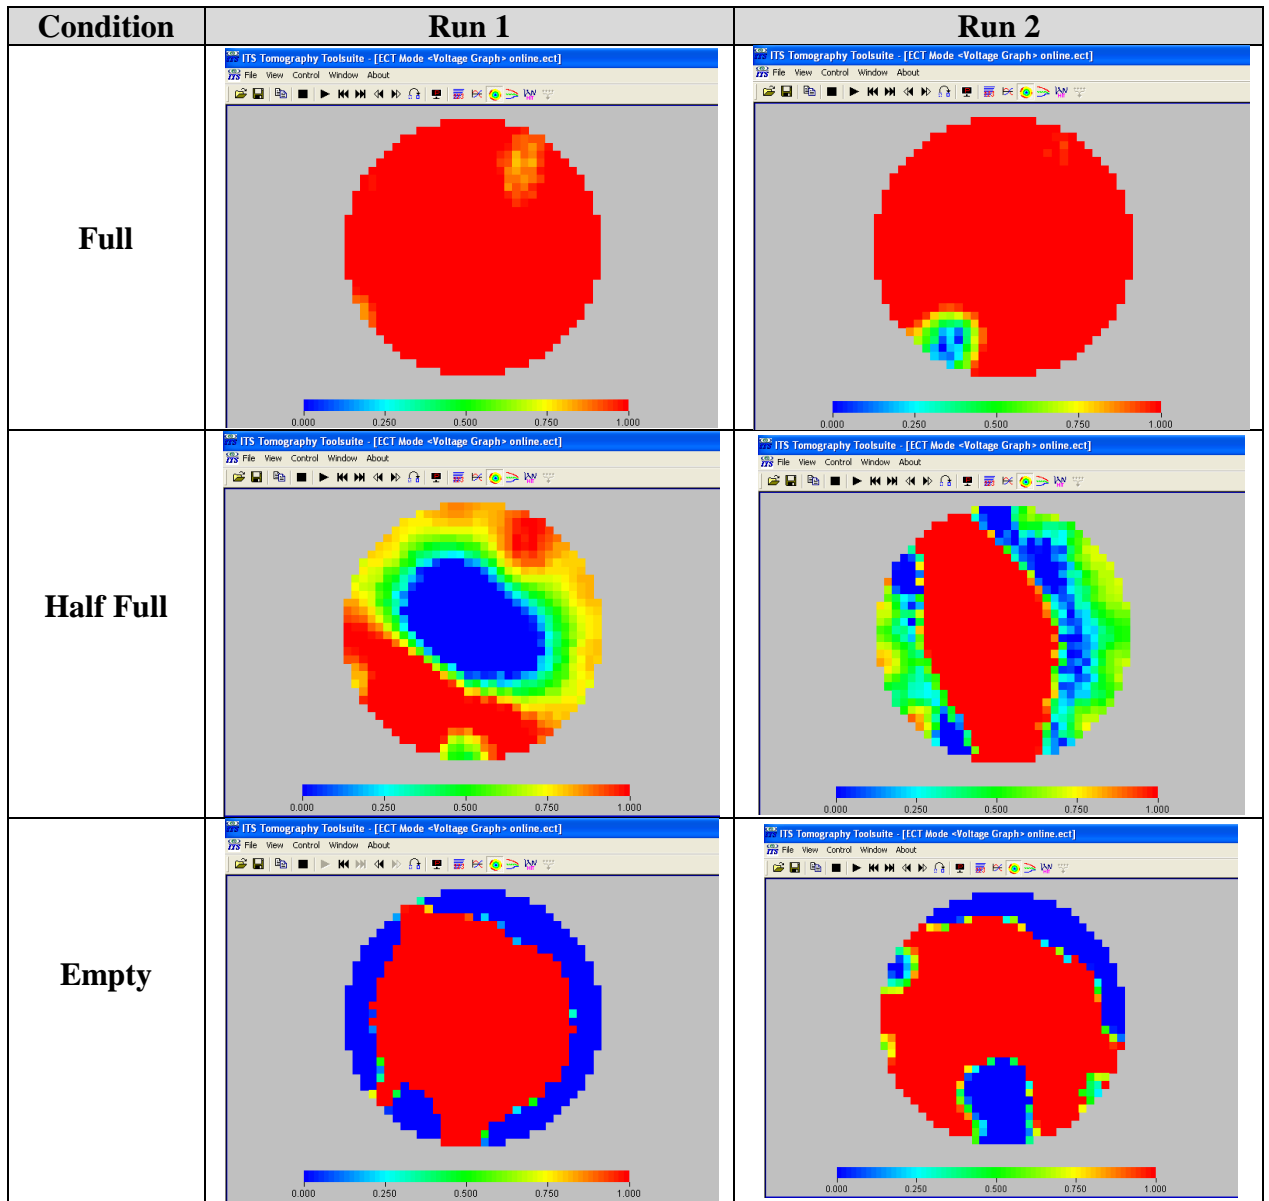 Condition Run 1 Run 2
ITS Tomography Toolsuite - [ECT Mode <Voltage Graph> online.ect]
File View Control Window About
0.000 0.250 0.500 0.750 1.000
ITS Tomography Toolsuite - [ECT Mode <Voltage Graph> online.ect]
File View Control Window About
0.000 0.250 0.500 0.750 1.000
Full
ITS Tomography Toolsuite - [ECT Mode <Voltage Graph> online.ect]
File View Control Window About
0.000 0.250 0.500 0.750 1.000
ITS Tomography Toolsuite - [ECT Mode <Voltage Graph> online.ect]
File View Control Window About
0.000 0.250 0.500 0.750 1.000
Half Full
ITS Tomography Toolsuite - [ECT Mode <Voltage Graph> online.ect]
File View Control Window About
0.000 0.250 0.500 0.750 1.000
ITS Tomography Toolsuite - [ECT Mode <Voltage Graph> online.ect]
File View Control Window About
0.000 0.250 0.500 0.750 1.000
Empty